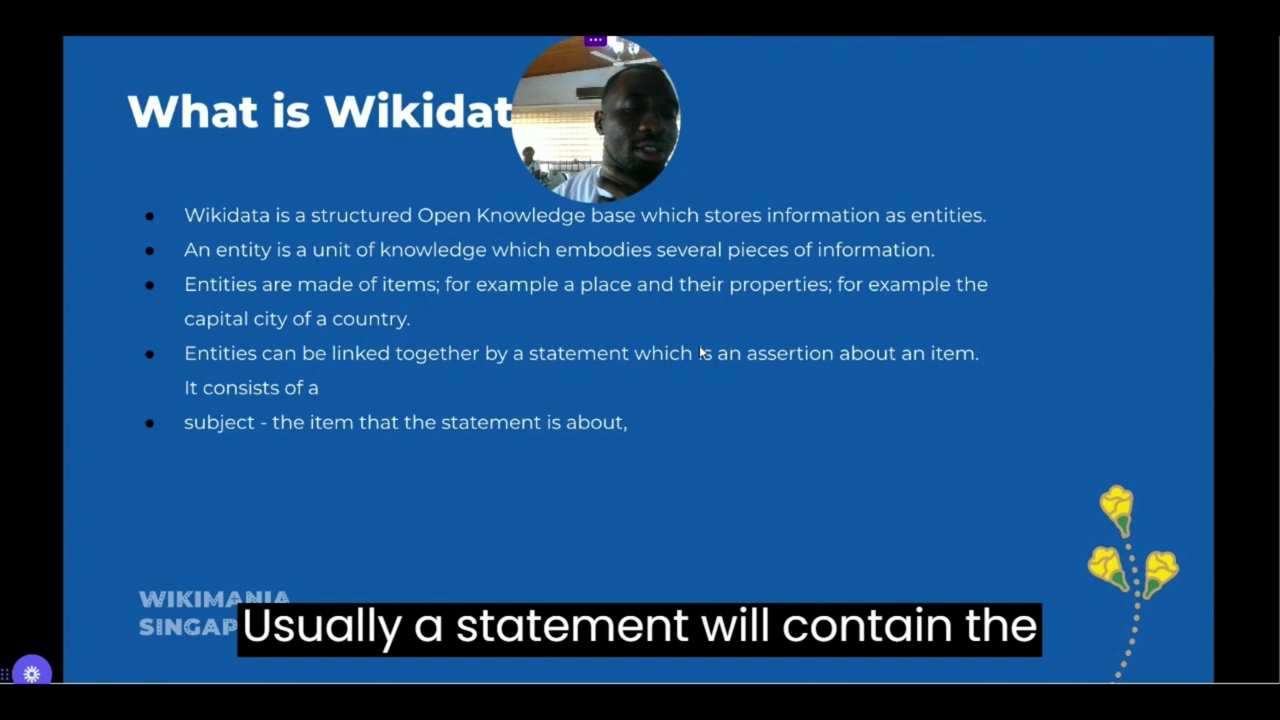 What is Wikidat
Wikidata is a structured Open Knowledge base which stores information as entities.
An entity is a unit of knowledge which embodies several pieces of information.
Entities are made of items; for example a place and their properties; for example the
capital city of a country.
Entities can be linked together by a statement which is an assertion about an item.
It consists of a
subject - the item that the statement is about,
WIKIMANIA
SINGAP
Usually a statement will contain the